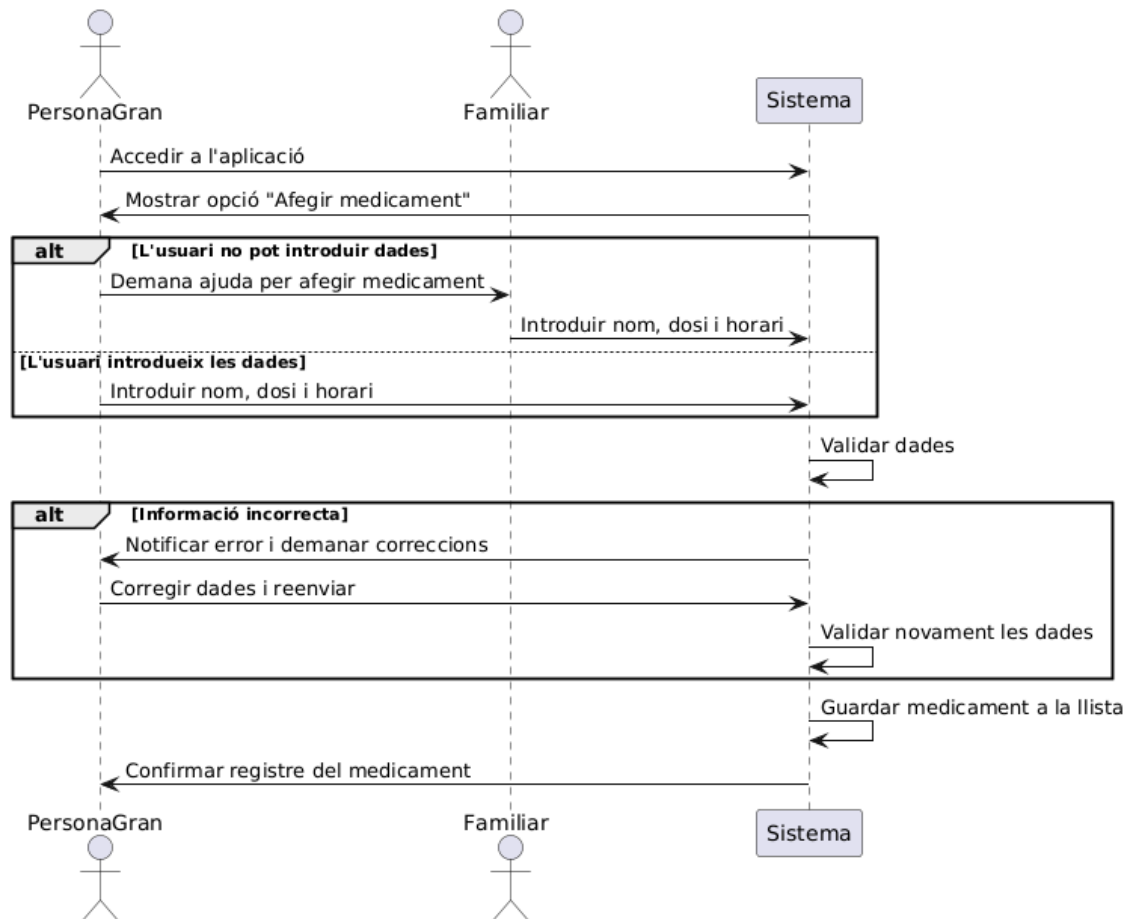 PersonaGran
Familiar
Sistema
Accedir a l'aplicació
Mostrar opció "Afegir medicament"
alt [L'usuari no pot introduir dades]
Demana ajuda per afegir medicament
Introduir nom, dosi i horari
[L'usuari introdueix les dades]
Introduir nom, dosi i horari
Validar dades
alt [Informació incorrecta]
Notificar error i demanar correccions
Corregir dades i reenviar
Validar novament les dades
Guardar medicament a la llista
Confirmar registre del medicament
PersonaGran
Familiar
Sistema